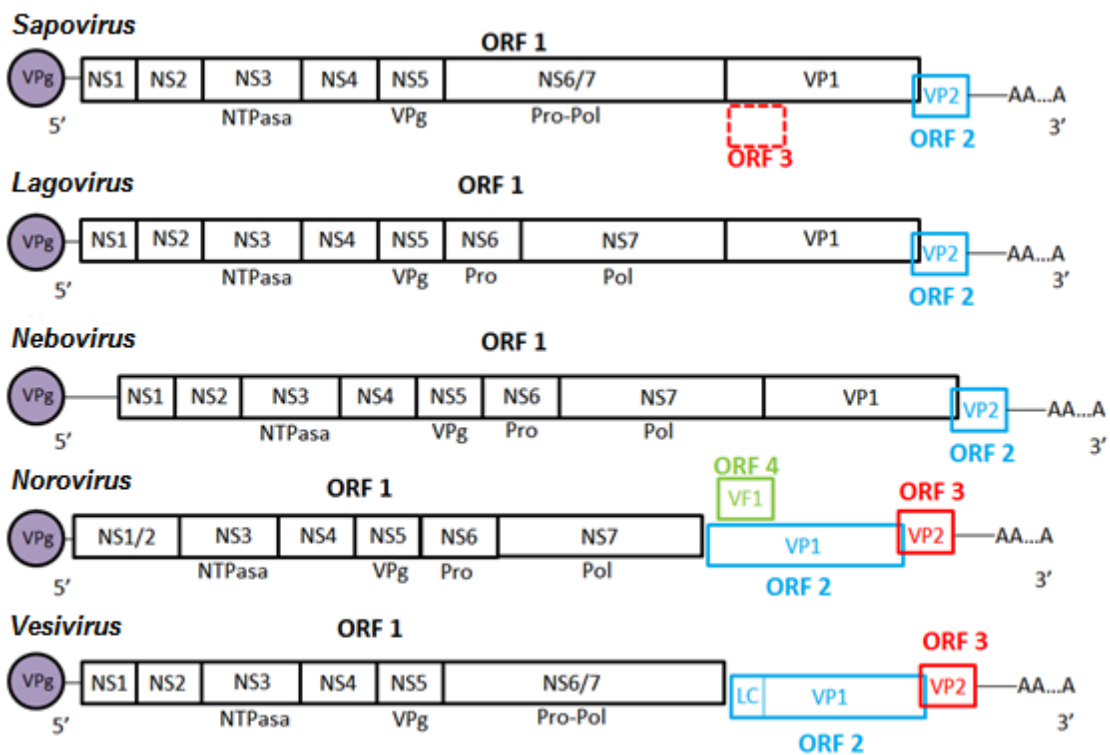 Sapovirus
ORF 1
VPg NS1 NS2 NS3 NS4 NS5 NS6/7 VP1 VP2 AA...A
5′ NTPasa VPg Pro-Pol ORF 3 ORF 2 3′
Lagovirus
ORF 1
VPg NS1 NS2 NS3 NS4 NS5 NS6 NS7 VP1 VP2 AA...A
5′ NTPasa VPg Pro Pol ORF 2 3′
Nebovirus
ORF 1
VPg NS1 NS2 NS3 NS4 NS5 NS6 NS7 VP1 VP2 AA...A
5′ NTPasa VPg Pro Pol ORF 2 3′
Norovirus
ORF 1 ORF 4 ORF 3
VF1
VPg NS1/2 NS3 NS4 NS5 NS6 NS7 VP1 VP2 AA...A
5′ NTPasa VPg Pro Pol ORF 2 3′
Vesivirus
ORF 1 ORF 3
VPg NS1 NS2 NS3 NS4 NS5 NS6/7 LC VP1 VP2 AA...A
5′ NTPasa VPg Pro-Pol ORF 2 3′